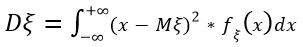 Dξ = ∫_{-∞}^{+∞}(x − Mξ)² * f_ξ(x)dx